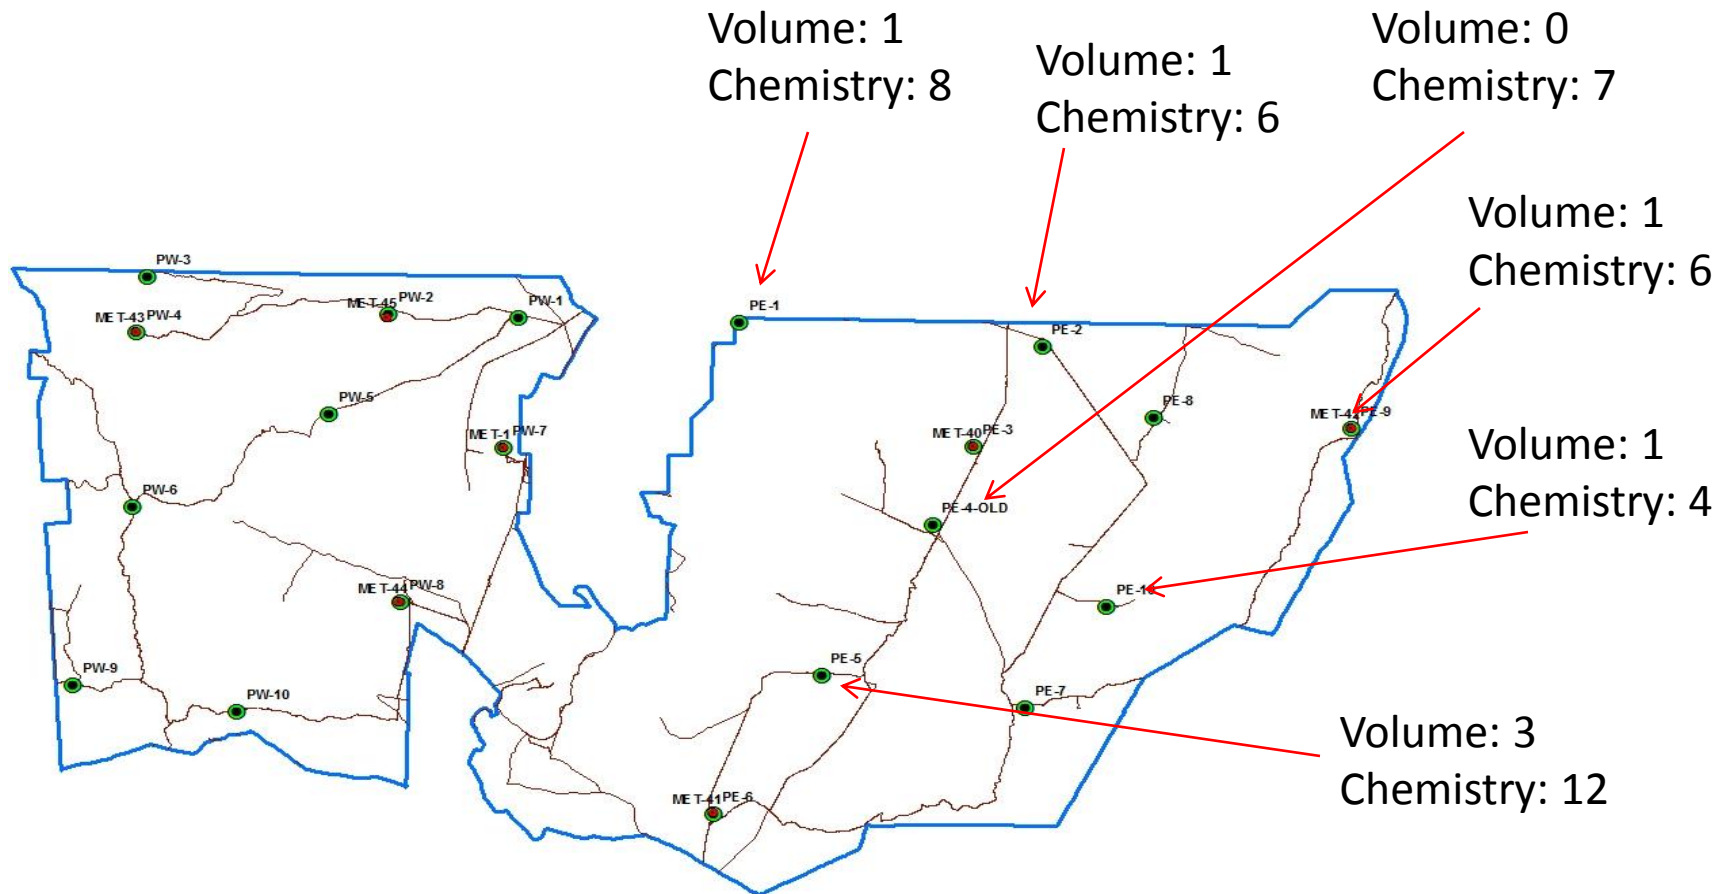 Volume: 1
Chemistry: 8
Volume: 1
Chemistry: 6
Volume: 0
Chemistry: 7
Volume: 1
Chemistry: 6
Volume: 1
Chemistry: 4
Volume: 3
Chemistry: 12
PW-3
MET-43 PW-4
MET-45 PW-2
PW-1
PW-5
MET-1 PW-7
PW-6
MET-44 PW-8
PW-9
PW-10
PE-1
PE-2
PE-8
MET-42 PE-9
MET-40 PE-3
PE-4-OLD
PE-10
PE-5
PE-7
MET-41 PE-6